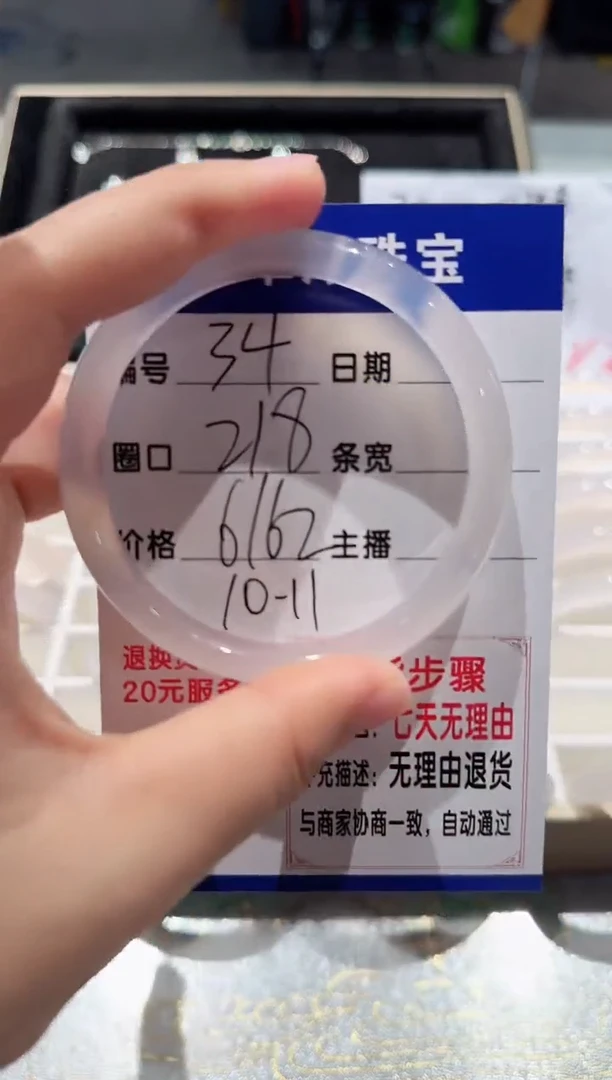 珠宝
编号 34 日期
圈口 218 条宽
价格 6162 主播
10-11
退换货
步骤
20元服务
七天无理由
充描述：无理由退货
与商家协商一致，自动通过